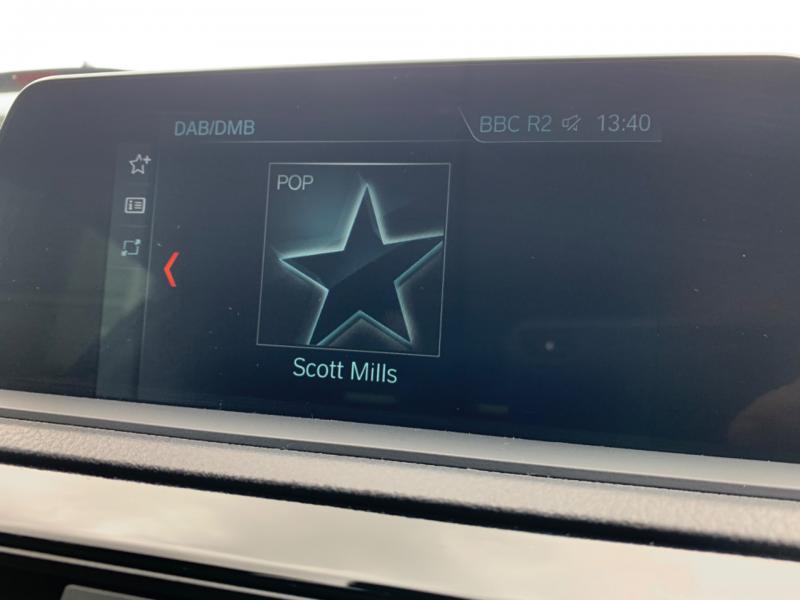 DAB/DMB
BBC R2 13:40
POP
Scott Mills